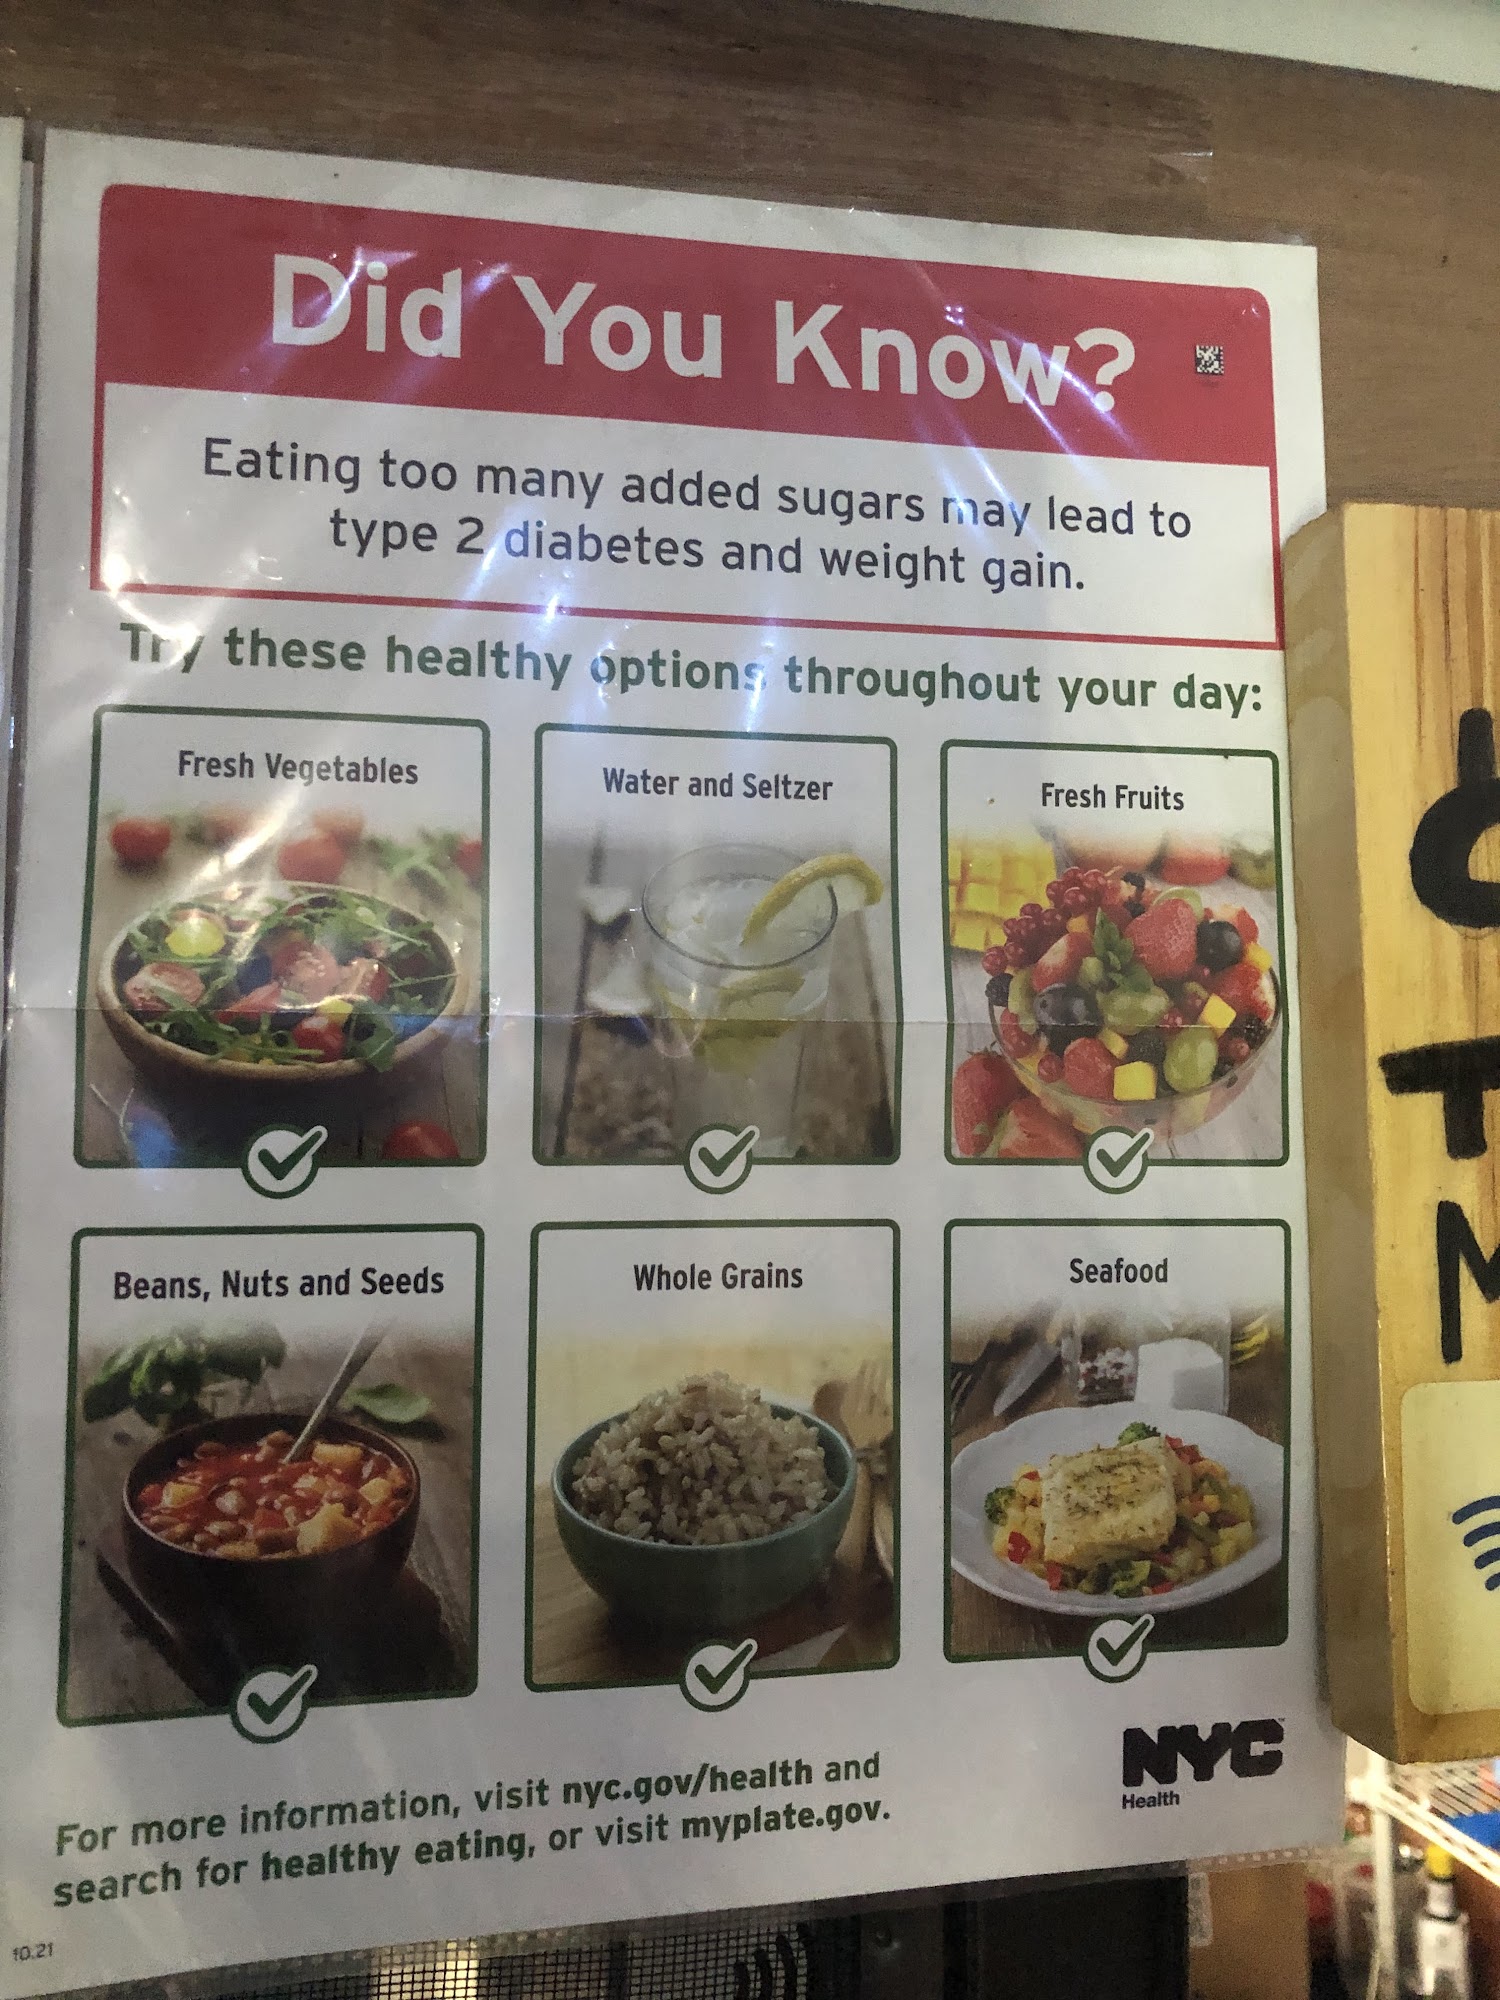 Did You Know?
Eating too many added sugars may lead to
type 2 diabetes and weight gain.
Try these healthy options throughout your day:
Fresh Vegetables
Water and Seltzer
Fresh Fruits
Beans, Nuts and Seeds
Whole Grains
Seafood
For more information, visit nyc.gov/health and
search for healthy eating, or visit myplate.gov.
NYC
Health
10.21